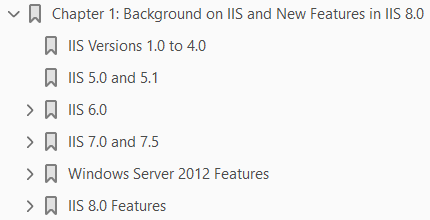 Chapter 1: Background on IIS and New Features in IIS 8.0
IIS Versions 1.0 to 4.0
IIS 5.0 and 5.1
IIS 6.0
IIS 7.0 and 7.5
Windows Server 2012 Features
IIS 8.0 Features